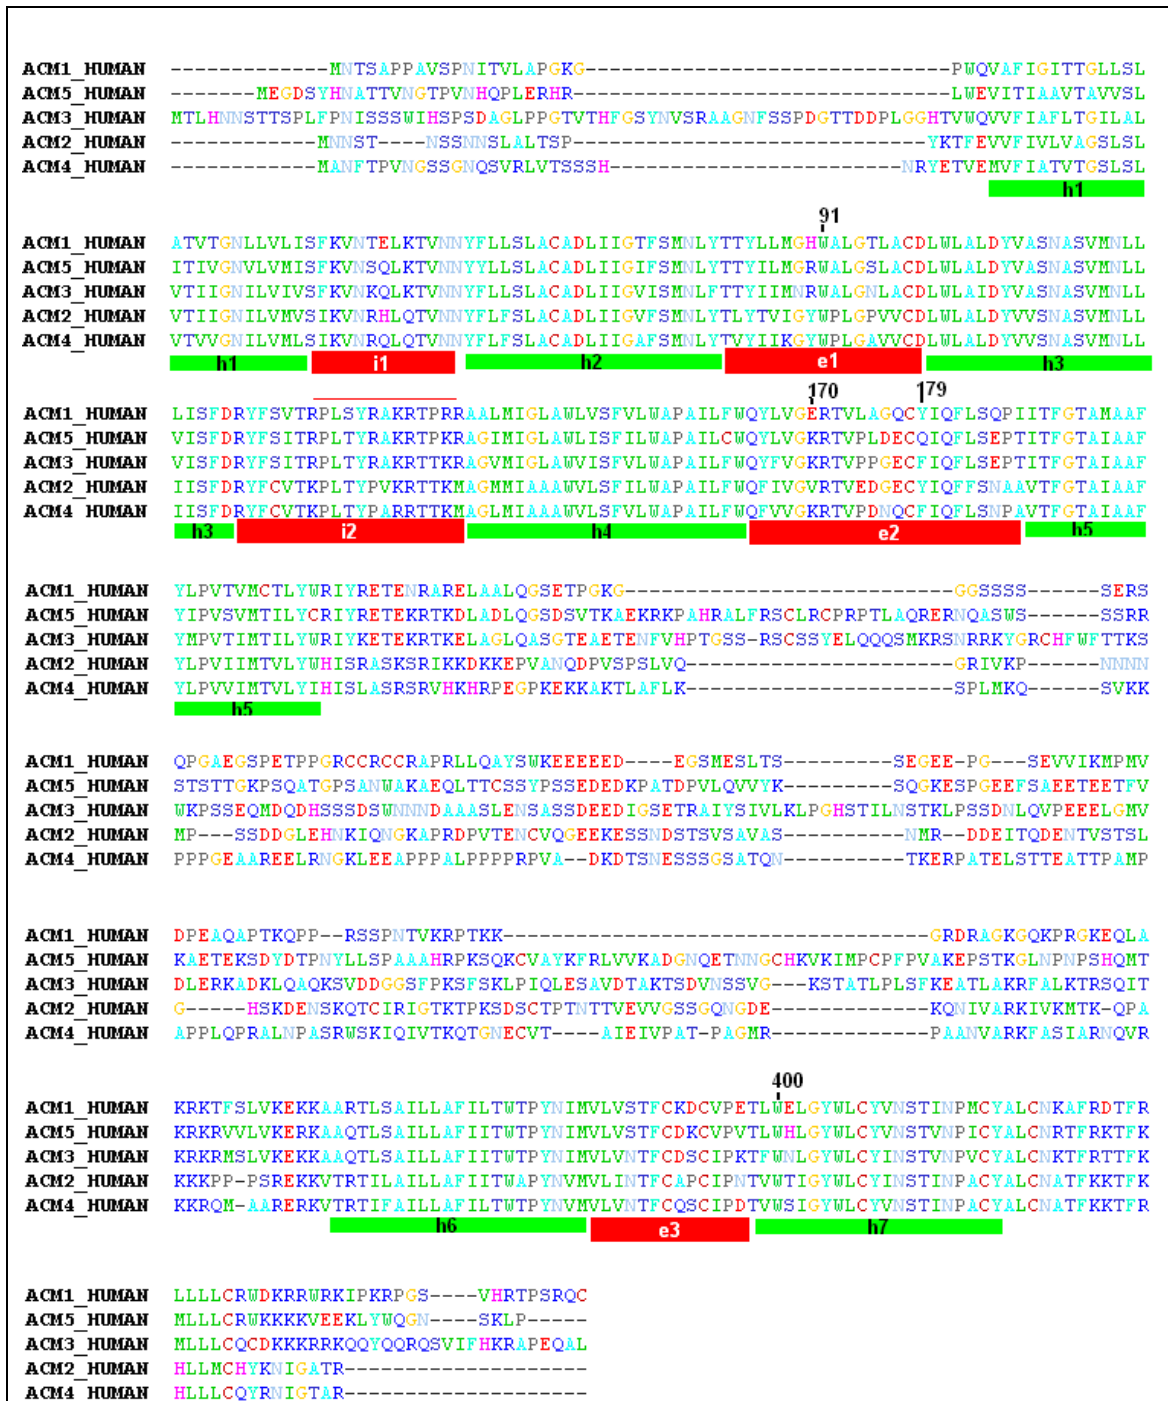 ACM1_HUMAN ----------------MNTSAPPAVSPNITVLAPGKG-------------------------------------PWQVAFIGITTGLLSL
ACM5_HUMAN ---------MEGDSYHNATTVNGTPVNHQPLERHR--------------------------------------LWEVITIAAVTAVVSL
ACM3_HUMAN MTLHNNSTTSPLFPNISSSWIHSPSDAGLPPGTVTHFGSYNVSRAAGNFSSPDGTTDDPLGGHTVWQVVFIAFLTGILAL
ACM2_HUMAN ---------------MNNST----NSSNNSLALTSP------------------------------------YKTFEVVFIVLVAGSLSL
ACM4_HUMAN ---------------MANFTPVNGSSGNQSVRLVTSSSH------------------------------NRYETVEMVFIATVTGSLSL
h1
91
ACM1_HUMAN ATVTGNLLVLISFKVNTELKTVNNYFLLSLACADLIIGTFSMNLYTTYLLMGHWALGTLACDLWLALDYVASNASVMNLL
ACM5_HUMAN ITIVGNVLVMISFKVNSQLKTVNNYYLLSLACADLIIGIFSMNLYTTYILMGRWALGSLACDLWLALDYVASNASVMNLL
ACM3_HUMAN VTIIGNILVIVSFKVNKQLKTVNNYFLLSLACADLIIGVISMNLFTTYIIMNRWALGNLACDLWLAIDYVASNASVMNLL
ACM2_HUMAN VTIIGNILVMVSIKVNRHLQTVNNYFLFSLACADLIIGVFSMNLYTLYTVIGYWPLGPVVCDLWLALDYVVSNASVMNLL
ACM4_HUMAN VTVVGNILVMLSIKVNRQLQTVNNYFLFSLACADLIIGAFSMNLYTVYIIKGYWPLGAVVCDLWLALDYVVSNASVMNLL
h1 i1 h2 e1 h3
170 179
ACM1_HUMAN LISFDRYFSVTRPLSYRAKRTPRRAALMIGLAWLVSFVLWAPAILFWQYLVGERTVLAGQCYIQFLSQPIITFGTAMAAF
ACM5_HUMAN VISFDRYFSITRPLTYRAKRTPKRAGIMIGLAWLISFILWAPAILCWQYLVGKRTVPLDECQIQFLSEPTITFGTAIAAF
ACM3_HUMAN VISFDRYFSITRPLTYRAKRTTKRAGVMIGLAWVISFVLWAPAILFWQYFVGKRTVPPGECFIQFLSEPTITFGTAIAAF
ACM2_HUMAN IISFDRYFCVTKPLTYPVKRTTKMAGMMIAAAWVLSFILWAPAILFWQFIVGVRTVEDGECYIQFFSNAAVTFGTAIAAF
ACM4_HUMAN IISFDRYFCVTKPLTYPARRTTKMAGLMIAAAWVLSFVLWAPAILFWQFVVGKRTVPDNQCFIQFLSNPAVTFGTAIAAF
h3 i2 h4 e2 h5
ACM1_HUMAN YLPVTVMCTLYWRIYRETENRARELAALQGSETPGKG---------------------------GGSSSS------SERS
ACM5_HUMAN YIPVSVMTILYCRIYRETEKRTKDLADLQGSDSVTKAEKRKPAHRALFRSCLRCPRPTLAQRERNQASWS------SSRR
ACM3_HUMAN YMPVTIMTILYWRIYKETEKRTKELAGLQASGTEAETENFVHPTGSS-RSCSSYELQQQSMKRSNRRKYGRCHFWFTTKS
ACM2_HUMAN YLPVIIMTVLYWHISRASKSRIKKDKKEPVANQDPVSPSLVQ----------------------GRIVKP------NNNN
ACM4_HUMAN YLPVVIMTVLYIHISLASRSRVHKHRPEGPKEKKAKTLAFLK----------------------SPLMKQ------SVKK
h5
ACM1_HUMAN QPGAEGSPETPPGRCCRCCRAPRLLQAYSWKEEEEED----EGSMESLTS---------SEGEE-PG---SEVVIKMPMV
ACM5_HUMAN STSTTGKPSQATGPSANWAKAEQLTTCSSYPSSEDEDKPATDPVLQVVYK---------SQGKESPGEEFSAEETEETFV
ACM3_HUMAN WKPSSEQMDQDHSSSDSWNNNDAAASLENSASSDEEDIGSETRAIYSIVLKLPGHSTILNSTKLPSSDNLQVPEEELGMV
ACM2_HUMAN MP---SSDDGLEHNKIQNGKAPRDPVTENCVQGEEKESSNDSTSVSAVAS----------NMR--DDEITQDENTVSTSL
ACM4_HUMAN PPPGEAAREELRNGKLEEAPPPALPPPPRPVA--DKDTSNESSSGSATQN----------TKERPATELSTTEATTPAMP
ACM1_HUMAN DPEAQAPTKQPP--RSSPNTVKRPTKK-----------------------------------GRDRAGKGQKPRGKEQLA
ACM5_HUMAN KAETEKSDYDTPNYLLSPAAAHRPKSQKCVAYKFRLVVKADGNQETNNGCHKVKIMPCPFPVAKEPSTKGLNPNPSHQMT
ACM3_HUMAN DLERKADKLQAQKSVDDGGSFPKSFSKLPIQLESAVDTAKTSDVNSSVG---KSTATLPLSFKEATLAKRFALKTRSQIT
ACM2_HUMAN G-----HSKDENSKQTCIRIGTKTPKSDSCTPTNTTVEVVGSSGQNGDE-------------KQNIVARKIVKMTK-QPA
ACM4_HUMAN APPLQPRALNPASRWSKIQIVTKQTGNECVT----AIEIVPAT-PAGMR-------------PAANVARKFASIARNQVR
400
ACM1_HUMAN KRKTFSLVKEKKAARTLSAILLAFILTWTPYNIMVLVSTFCKDCVPETLWELGYWLCYVNSTINPMCYALCNKAFRDTFR
ACM5_HUMAN KRKRVVLVKERKAAQTLSAILLAFIITWTPYNIMVLVSTFCDKCVPVTLWHLGYWLCYVNSTVNPICYALCNRTFRKTFK
ACM3_HUMAN KRKRMSLVKEKKAAQTLSAILLAFIITWTPYNIMVLVNTFCDSCIPKTFWNLGYWLCYINSTVNPVCYALCNKTFRTTFK
ACM2_HUMAN KKKPP-PSREKKVTRTILAILLAFIITWAPYNVMVLINTFCAPCIPNTVWTIGYWLCYINSTINPACYALCNATFKKTFK
ACM4_HUMAN KKRQM-AARERKVTRTIFAILLAFILTWTPYNVMVLVNTFCQSCIPDTVWSIGYWLCYVNSTINPACYALCNATFKKTFR
h6 e3 h7
ACM1_HUMAN LLLLCRWDKRRWRKIPKRPGS----VHRTPSRQC
ACM5_HUMAN MLLLCRWKKKKVEEKLYWQGN----SKLP-----
ACM3_HUMAN MLLLCQCDKKKRRKQQYQQRQSVIFHKRAPEQAL
ACM2_HUMAN HLLMCHYKNIGATR--------------------
ACM4_HUMAN HLLLCQYRNIGTAR--------------------